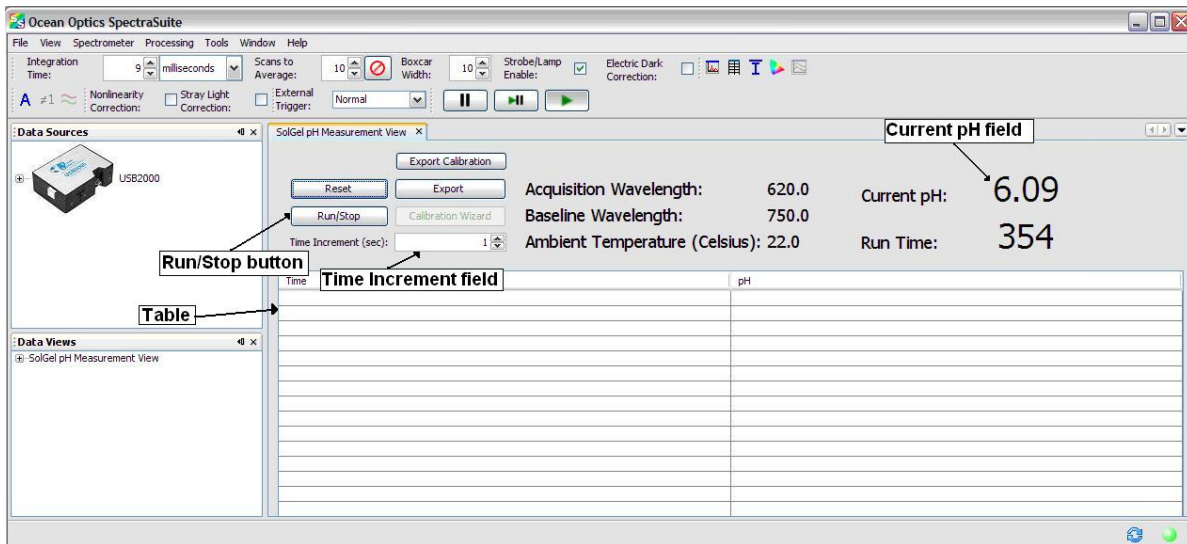 Ocean Optics SpectraSuite
File View Spectrometer Processing Tools Window Help
Integration Time: 9 milliseconds Scans to Average: 10 Boxcar Width: 10 Strobe/Lamp Enable: Electric Dark Correction:
A ≠1 Nonlinearity Correction: Stray Light Correction: External Trigger: Normal
Data Sources
USB2000
SolGel pH Measurement View
Current pH field
Export Calibration
Reset Export
Run/Stop Calibration Wizard
Time Increment (sec): 1
Acquisition Wavelength: 620.0
Baseline Wavelength: 750.0
Ambient Temperature (Celsius): 22.0
Current pH: 6.09
Run Time: 354
Run/Stop button
Time Increment field
Time pH
Table
Data Views
SolGel pH Measurement View